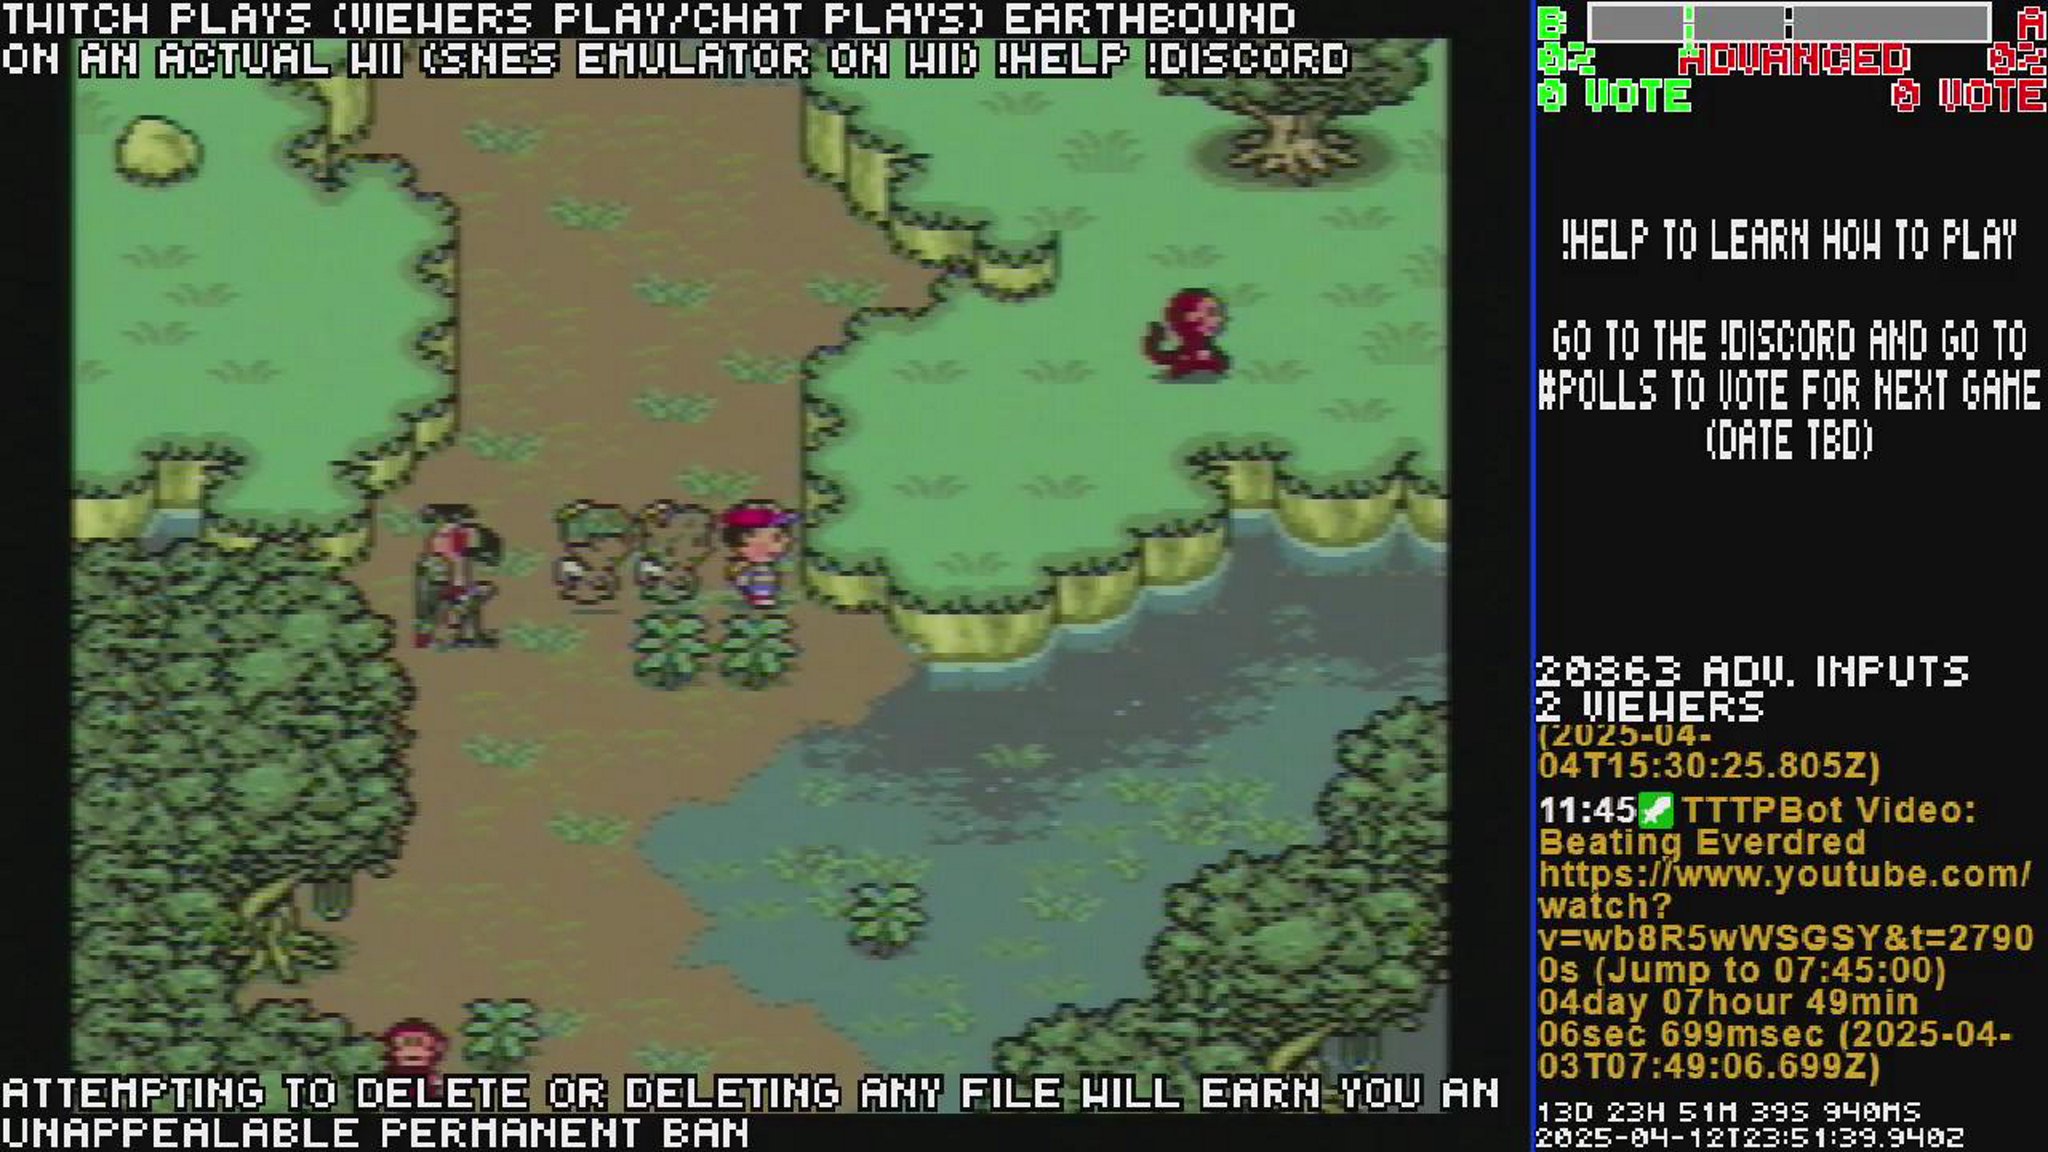 TWITCH PLAYS (VIEWERS PLAY/CHAT PLAYS) EARTHBOUND
ON AN ACTUAL WII (SNES EMULATOR ON WII) !HELP !DISCORD
B A
0% ADVANCED 0%
0 VOTE 0 VOTE
!HELP TO LEARN HOW TO PLAY
GO TO THE !DISCORD AND GO TO
#POLLS TO VOTE FOR NEXT GAME
(DATE TBD)
20863 ADV. INPUTS
2 VIEWERS
(2025-04-
04T15:30:25.805Z)
11:45 TTTPBot Video:
Beating Everdred
https://www.youtube.com/
watch?
v=wb8R5wWSGSY&t=2790
0s (Jump to 07:45:00)
04day 07hour 49min
06sec 699msec (2025-04-
03T07:49:06.699Z)
13D 23H 51M 39S 940MS
2025-04-12T23:51:39.940Z
ATTEMPTING TO DELETE OR DELETING ANY FILE WILL EARN YOU AN
UNAPPEALABLE PERMANENT BAN